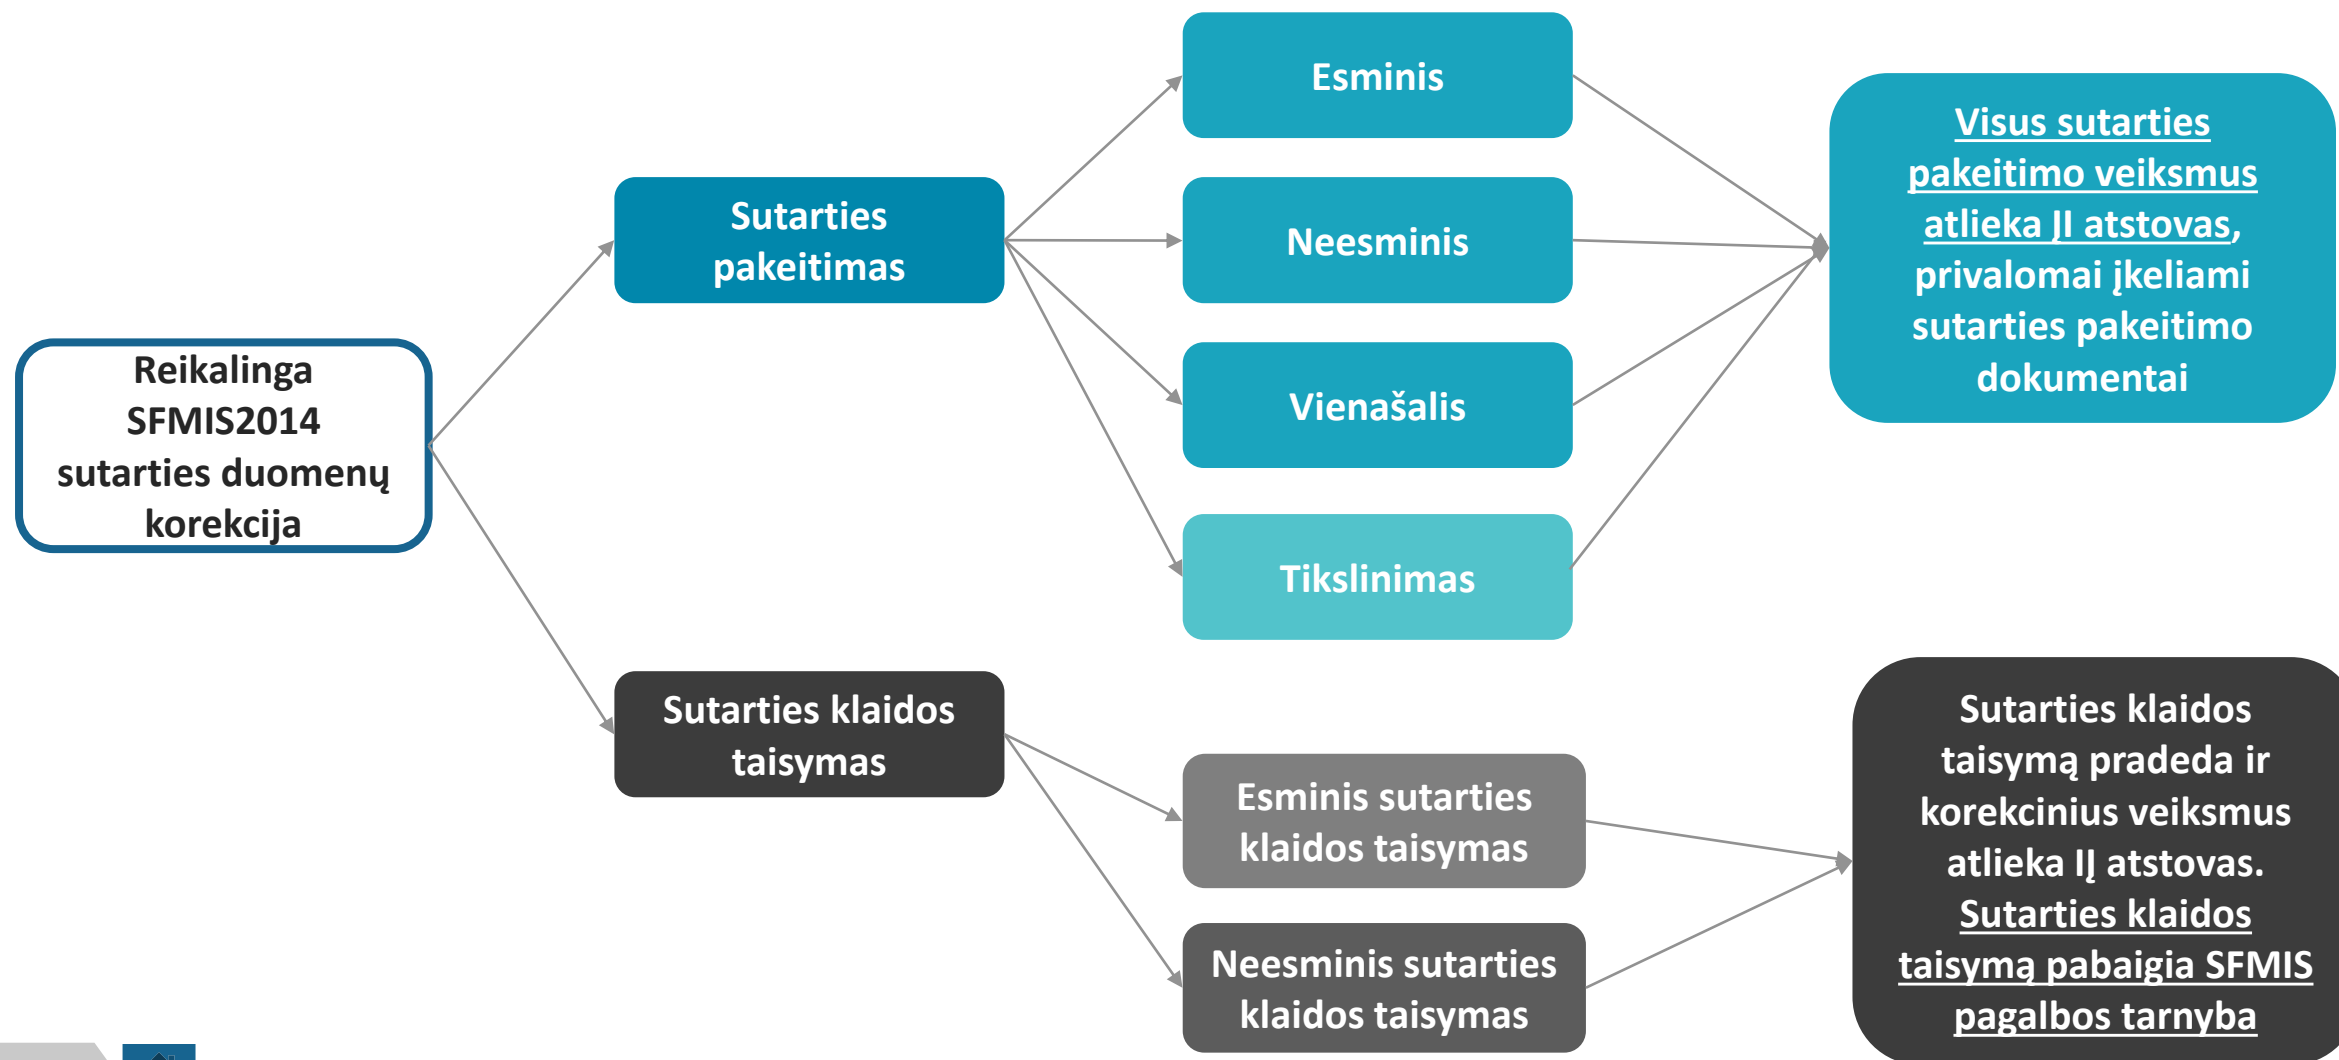 Reikalinga
SFMIS2014
sutarties duomenų
korekcija
Sutarties
pakeitimas
Sutarties klaidos
taisymas
Esminis
Neesminis
Vienašalis
Tikslinimas
Esminis sutarties
klaidos taisymas
Neesminis sutarties
klaidos taisymas
Visus sutarties
pakeitimo veiksmus
atlieka ĮI atstovas,
privalomai įkeliami
sutarties pakeitimo
dokumentai
Sutarties klaidos
taisymą pradeda ir
korekcinius veiksmus
atlieka IĮ atstovas.
Sutarties klaidos
taisymą pabaigia SFMIS
pagalbos tarnyba